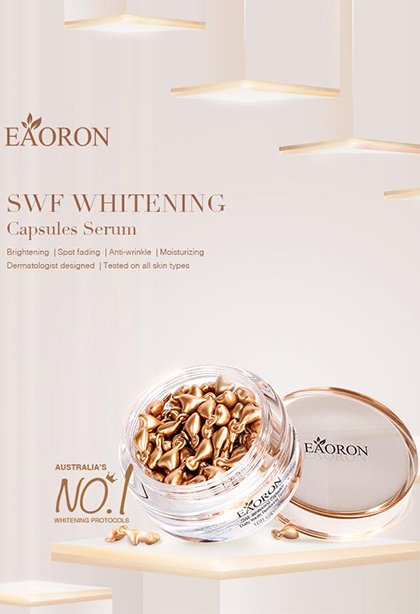 EAORON
SWF WHITENING
Capsules Serum
Brightening | Spot fading | Anti-wrinkle | Moisturizing
Dermatologist designed | Tested on all skin types
EAORON
AUSTRALIA'S
NO.1
WHITENING PROTOCOLS
EAORON